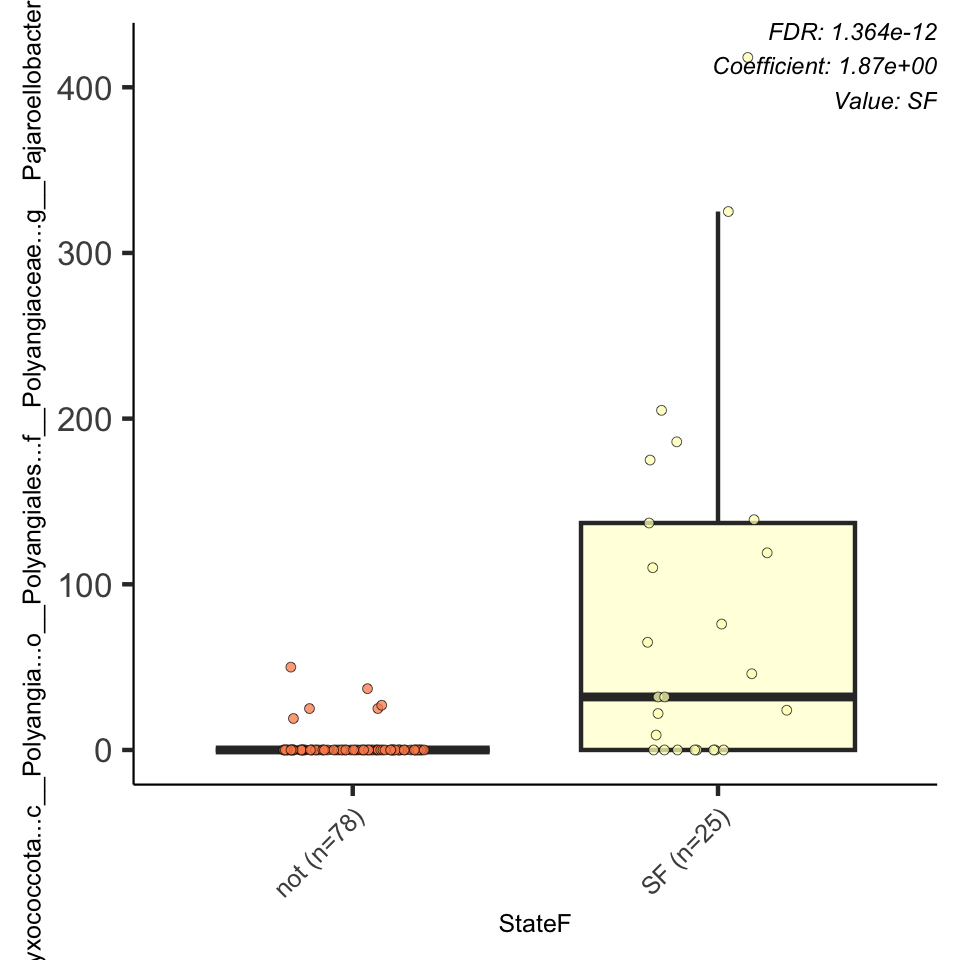 FDR: 1.364e-12
Coefficient: 1.87e+00
Value: SF
yxococcota...c__Polyangia...o__Polyangiales...f__Polyangiaceae...g__Pajaroellobacter
400
300
200
100
0
not (n=78)
SF (n=25)
StateF